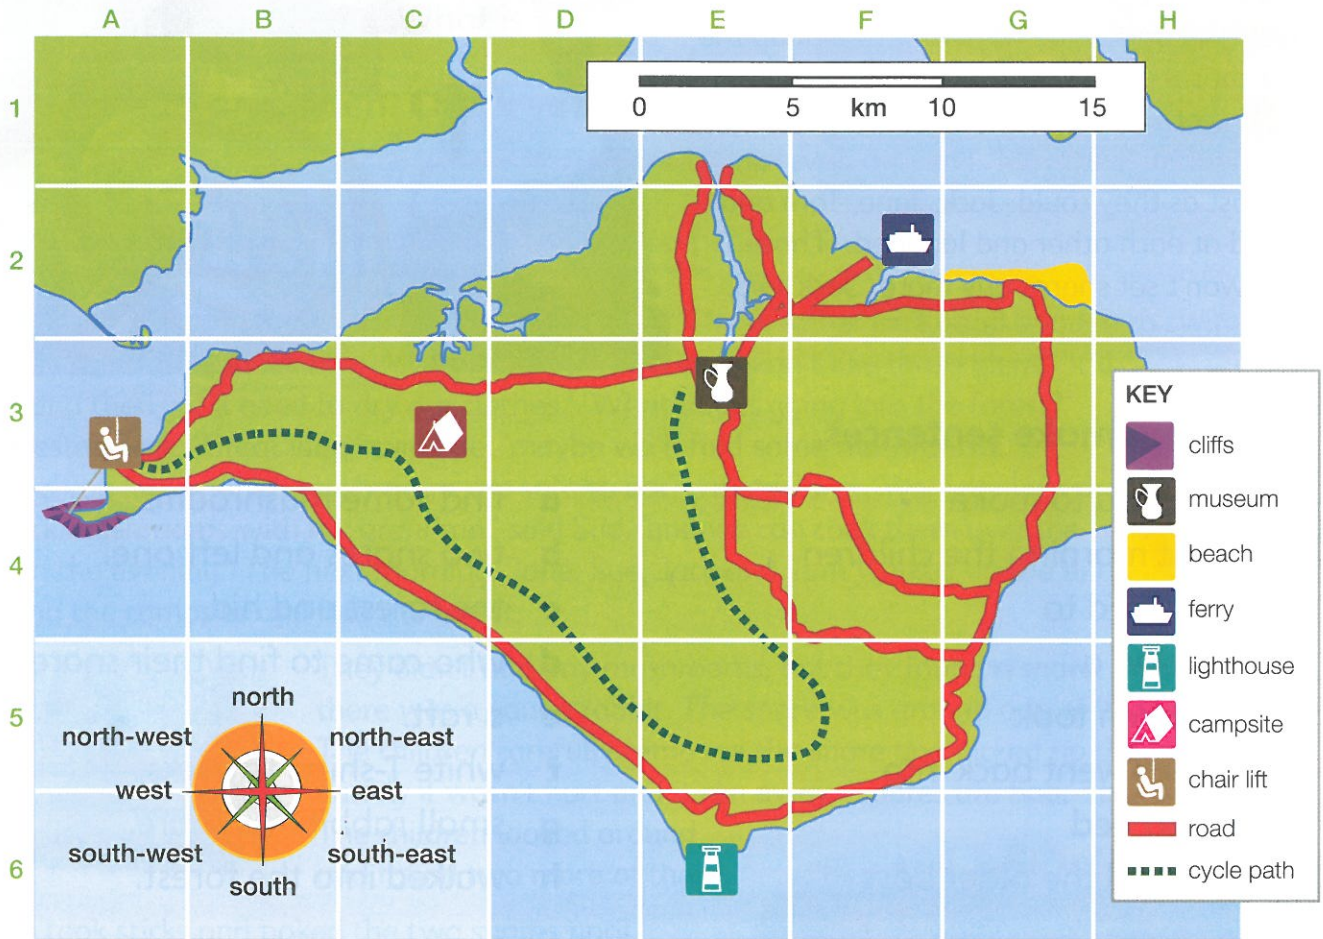 A B C D E F G H
1
0 5 km 10 15
2
3
4
5
6
KEY
cliffs
museum
beach
ferry
lighthouse
campsite
chair lift
road
cycle path
north
north-west north-east
west east
south-west south-east
south